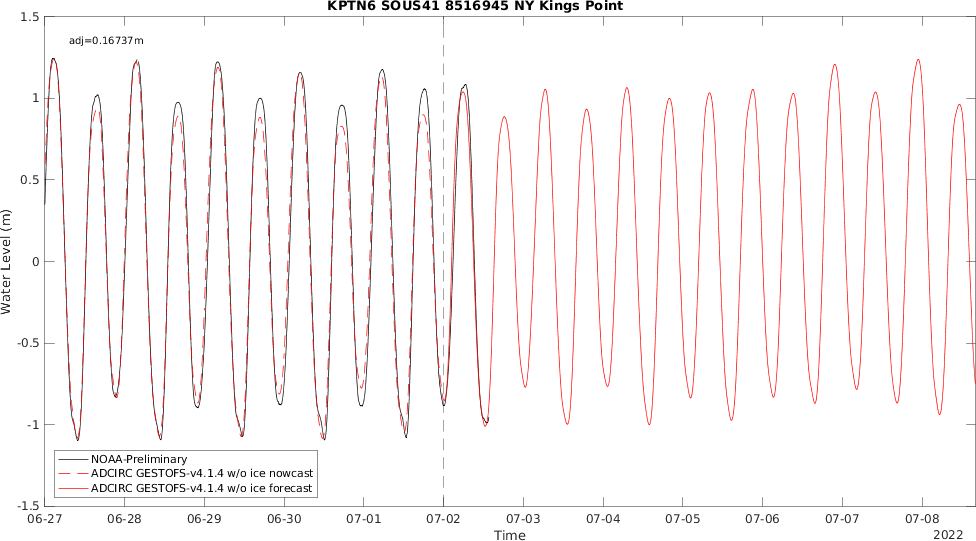 KPTN6 SOUS41 8516945 NY Kings Point
adj=0.16737m
1.5
1
0.5
0
-0.5
-1
-1.5
Water Level (m)
NOAA-Preliminary
ADCIRC GESTOFS-v4.1.4 w/o ice nowcast
ADCIRC GESTOFS-v4.1.4 w/o ice forecast
06-27 06-28 06-29 06-30 07-01 07-02 07-03 07-04 07-05 07-06 07-07 07-08
Time
2022